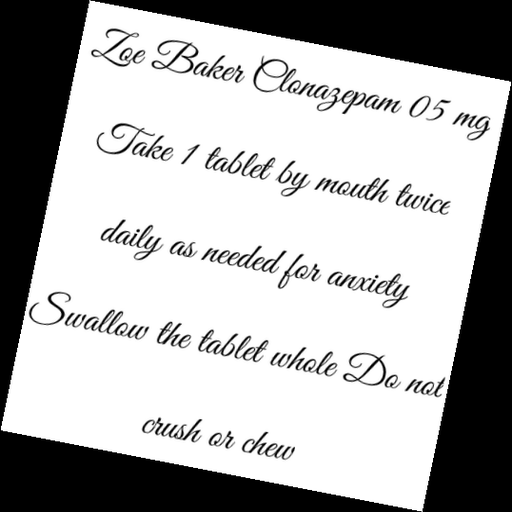 Zoe Baker Clonazepam 05 mg
Take 1 tablet by mouth twice
daily as needed for anxiety
Swallow the tablet whole Do not
crush or chew